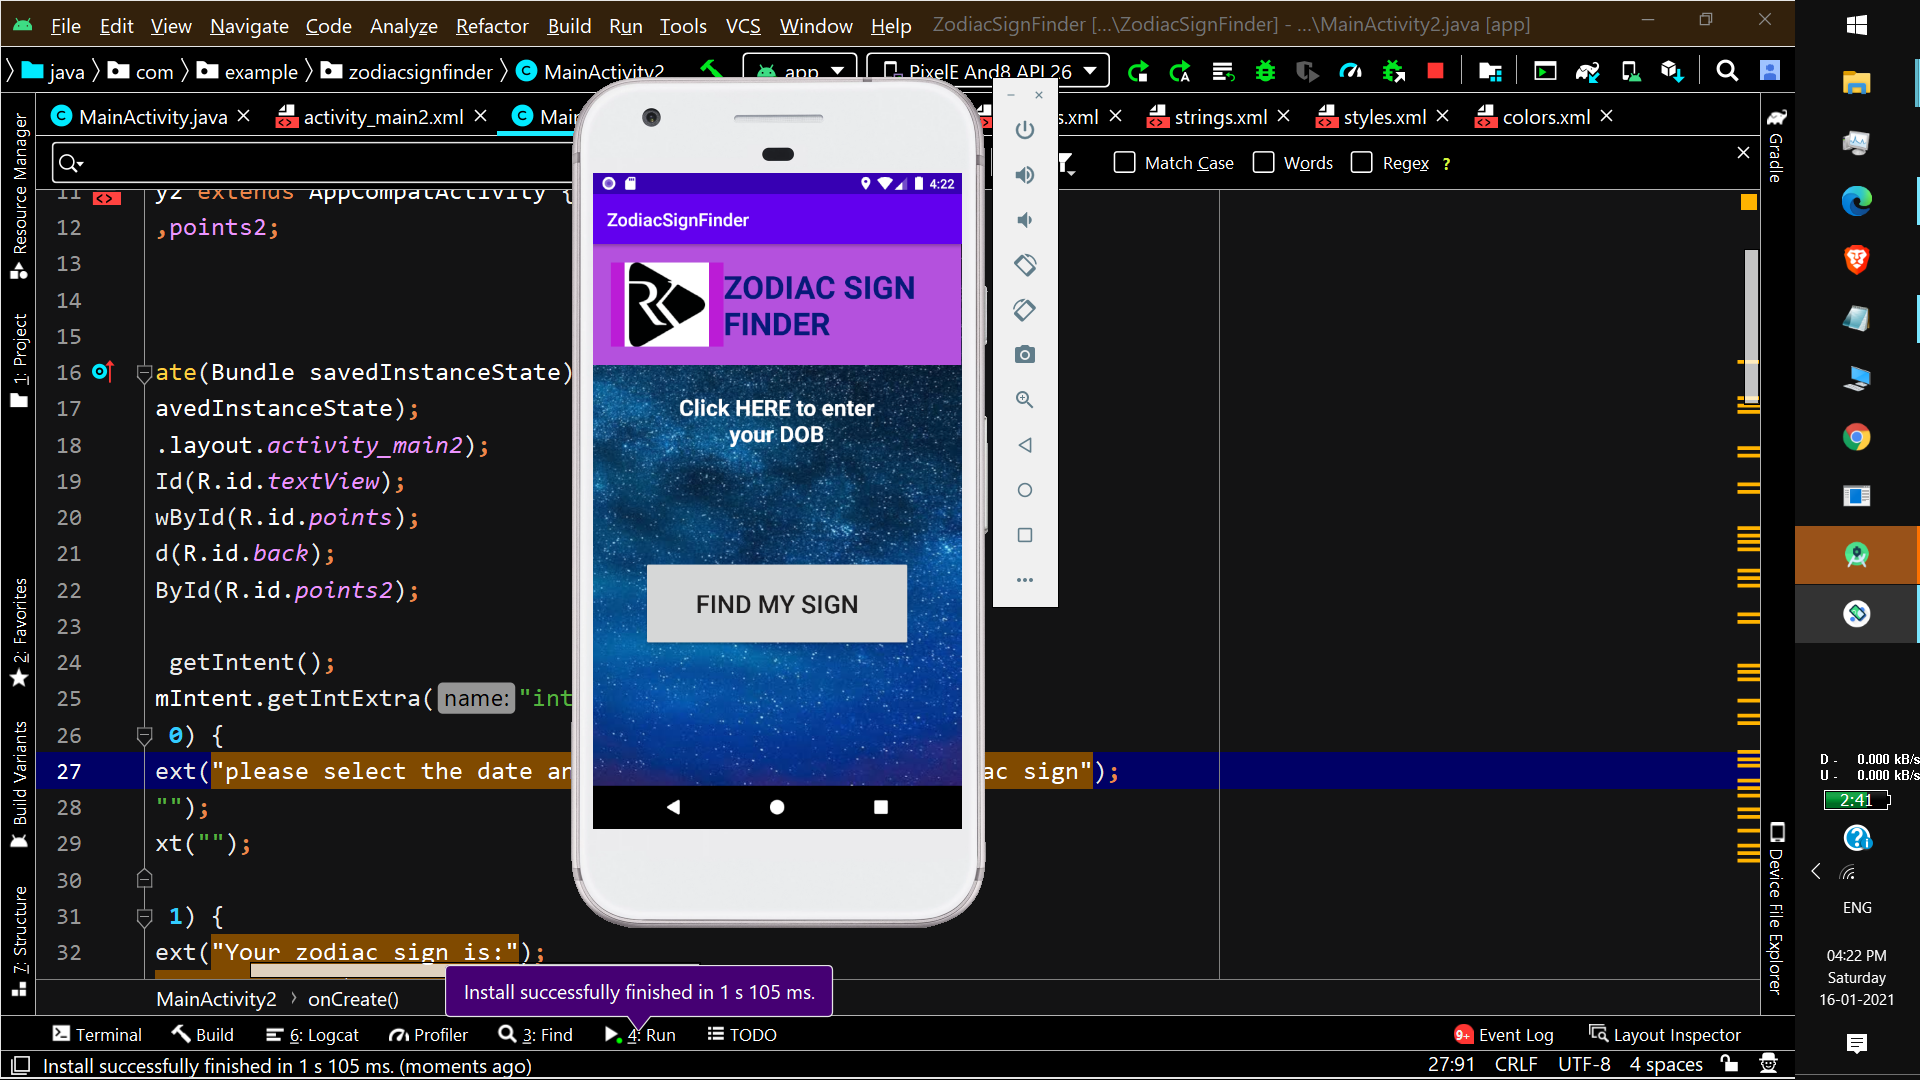 File Edit View Navigate Code Analyze Refactor Build Run Tools VCS Window Help ZodiacSignFinder [...\ZodiacSignFinder] - ...\MainActivity2.java [app]
java com example zodiacsignfinder MainActivity2 app PixelE And8 API 26
MainActivity.java activity_main2.xml strings.xml styles.xml colors.xml
Match Case Words Regex ?
Resource Manager
1: Project
2: Favorites
Build Variants
7: Structure
11 y2 extends AppCompatActivity {
12 ,points2;
13
14
15
16 ate(Bundle savedInstanceState)
17 avedInstanceState);
18 .layout.activity_main2);
19 Id(R.id.textView);
20 wById(R.id.points);
21 d(R.id.back);
22 ById(R.id.points2);
23
24 getIntent();
25 mIntent.getIntExtra( name: "int
26 0) {
27 ext("please select the date an ac sign");
28 "");
29 xt("");
30
31 1) {
32 ext("Your zodiac sign is:");
4:22
ZodiacSignFinder
RK
ZODIAC SIGN
FINDER
Click HERE to enter
your DOB
FIND MY SIGN
Gradle
Device File Explorer
MainActivity2 onCreate()
Install successfully finished in 1 s 105 ms.
Terminal Build 6: Logcat Profiler 3: Find 4: Run TODO 9+ Event Log Layout Inspector
Install successfully finished in 1 s 105 ms. (moments ago) 27:91 CRLF UTF-8 4 spaces
D - 0.000 kB/s
U - 0.000 kB/s
2:41
ENG
04:22 PM
Saturday
16-01-2021